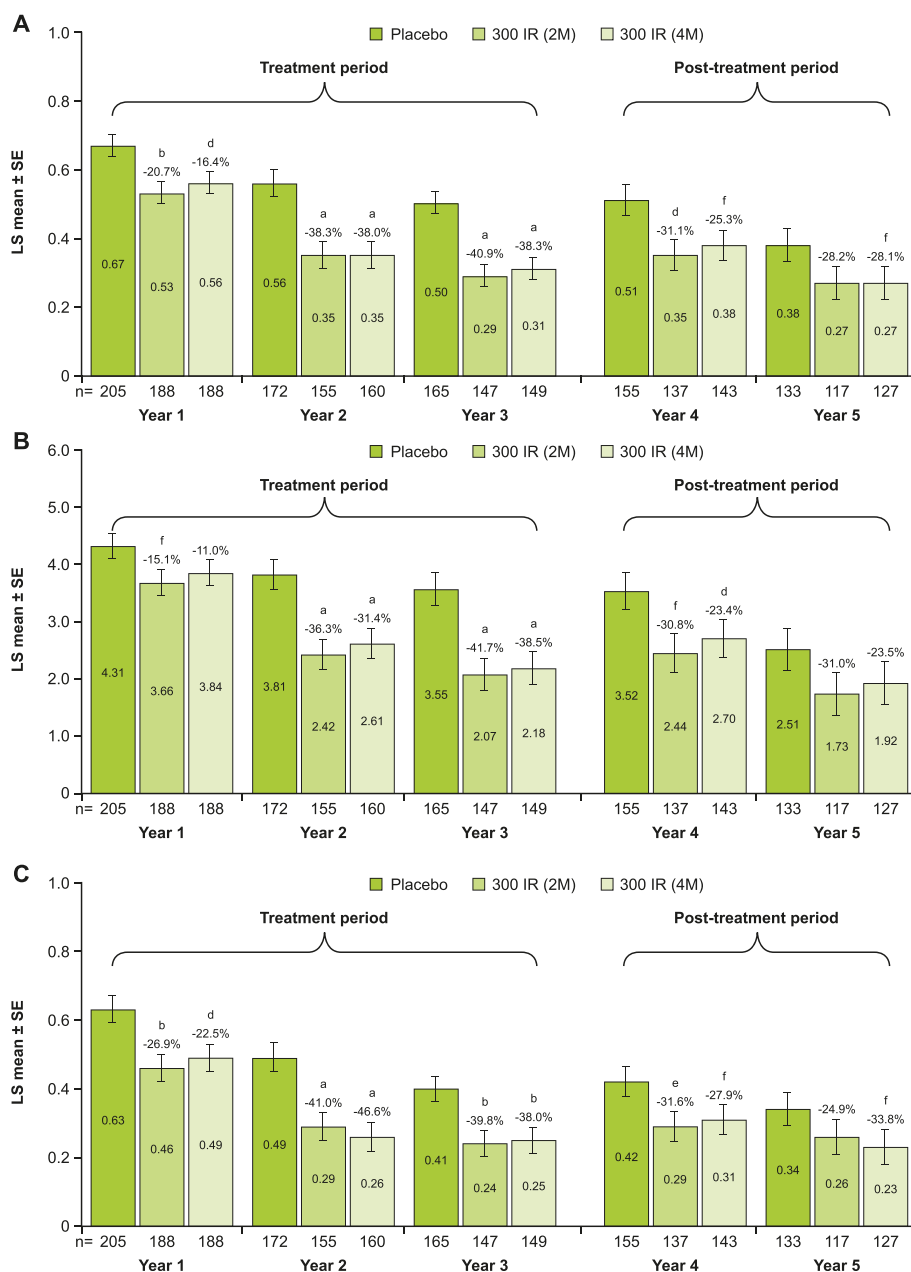 A
1.0
Placebo 300 IR (2M) 300 IR (4M)
Treatment period Post-treatment period
0.8
0.6
0.4
0.2
0
LS mean ± SE
b d
-20.7% -16.4%
a a
-38.3% -38.0%
a a
-40.9% -38.3%
d f
-31.1% -25.3%
f
-28.2% -28.1%
0.67 0.53 0.56 0.56 0.35 0.35 0.50 0.29 0.31 0.51 0.35 0.38 0.38 0.27 0.27
n= 205 188 188 172 155 160 165 147 149 155 137 143 133 117 127
Year 1 Year 2 Year 3 Year 4 Year 5
B
6.0
Placebo 300 IR (2M) 300 IR (4M)
Treatment period Post-treatment period
5.0
4.0
3.0
2.0
1.0
0
LS mean ± SE
f
-15.1% -11.0%
a a
-36.3% -31.4%
a a
-41.7% -38.5%
f d
-30.8% -23.4%
-31.0% -23.5%
4.31 3.66 3.84 3.81 2.42 2.61 3.55 2.07 2.18 3.52 2.44 2.70 2.51 1.73 1.92
n= 205 188 188 172 155 160 165 147 149 155 137 143 133 117 127
Year 1 Year 2 Year 3 Year 4 Year 5
C
1.0
Placebo 300 IR (2M) 300 IR (4M)
Treatment period Post-treatment period
0.8
0.6
0.4
0.2
0
LS mean ± SE
b d
-26.9% -22.5%
a a
-41.0% -46.6%
b b
-39.8% -38.0%
e f
-31.6% -27.9%
f
-24.9% -33.8%
0.63 0.46 0.49 0.49 0.29 0.26 0.41 0.24 0.25 0.42 0.29 0.31 0.34 0.26 0.23
n= 205 188 188 172 155 160 165 147 149 155 137 143 133 117 127
Year 1 Year 2 Year 3 Year 4 Year 5